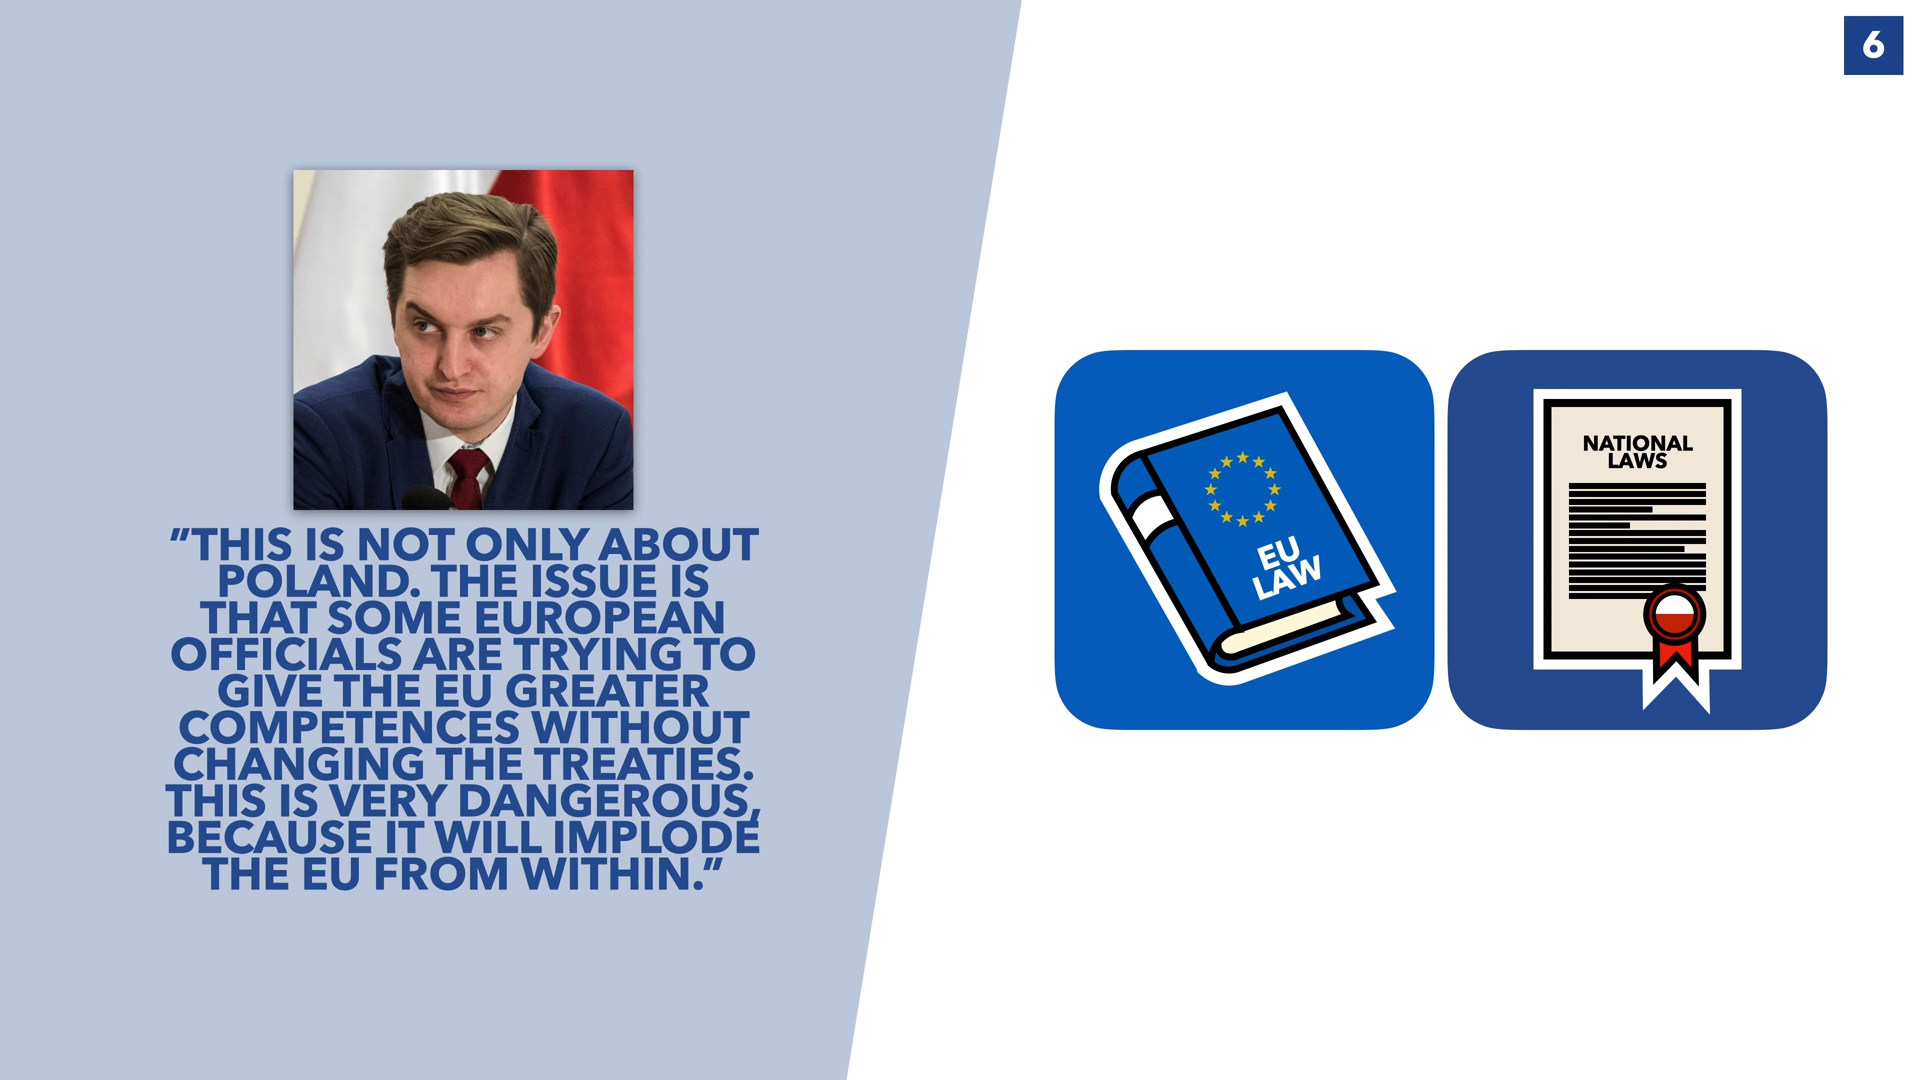 "THIS IS NOT ONLY ABOUT
POLAND. THE ISSUE IS
THAT SOME EUROPEAN
OFFICIALS ARE TRYING TO
GIVE THE EU GREATER
COMPETENCES WITHOUT
CHANGING THE TREATIES.
THIS IS VERY DANGEROUS,
BECAUSE IT WILL IMPLODE
THE EU FROM WITHIN."
6
EU
LAW
NATIONAL
LAWS